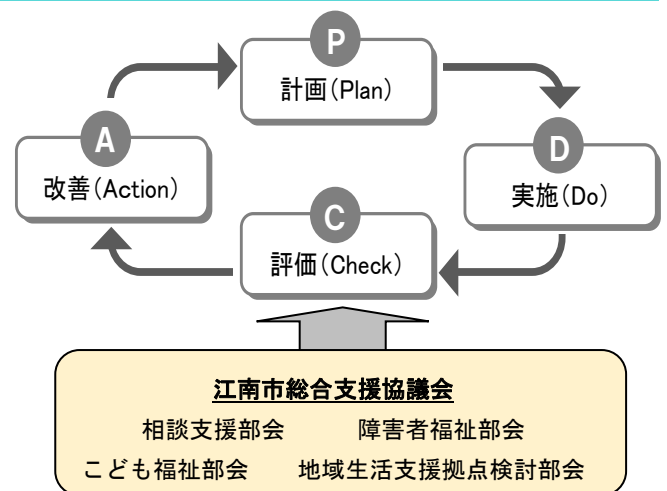 P
計画(Plan)
A
改善(Action)
D
実施(Do)
C
評価(Check)
江南市総合支援協議会
相談支援部会 障害者福祉部会
こども福祉部会 地域生活支援拠点検討部会